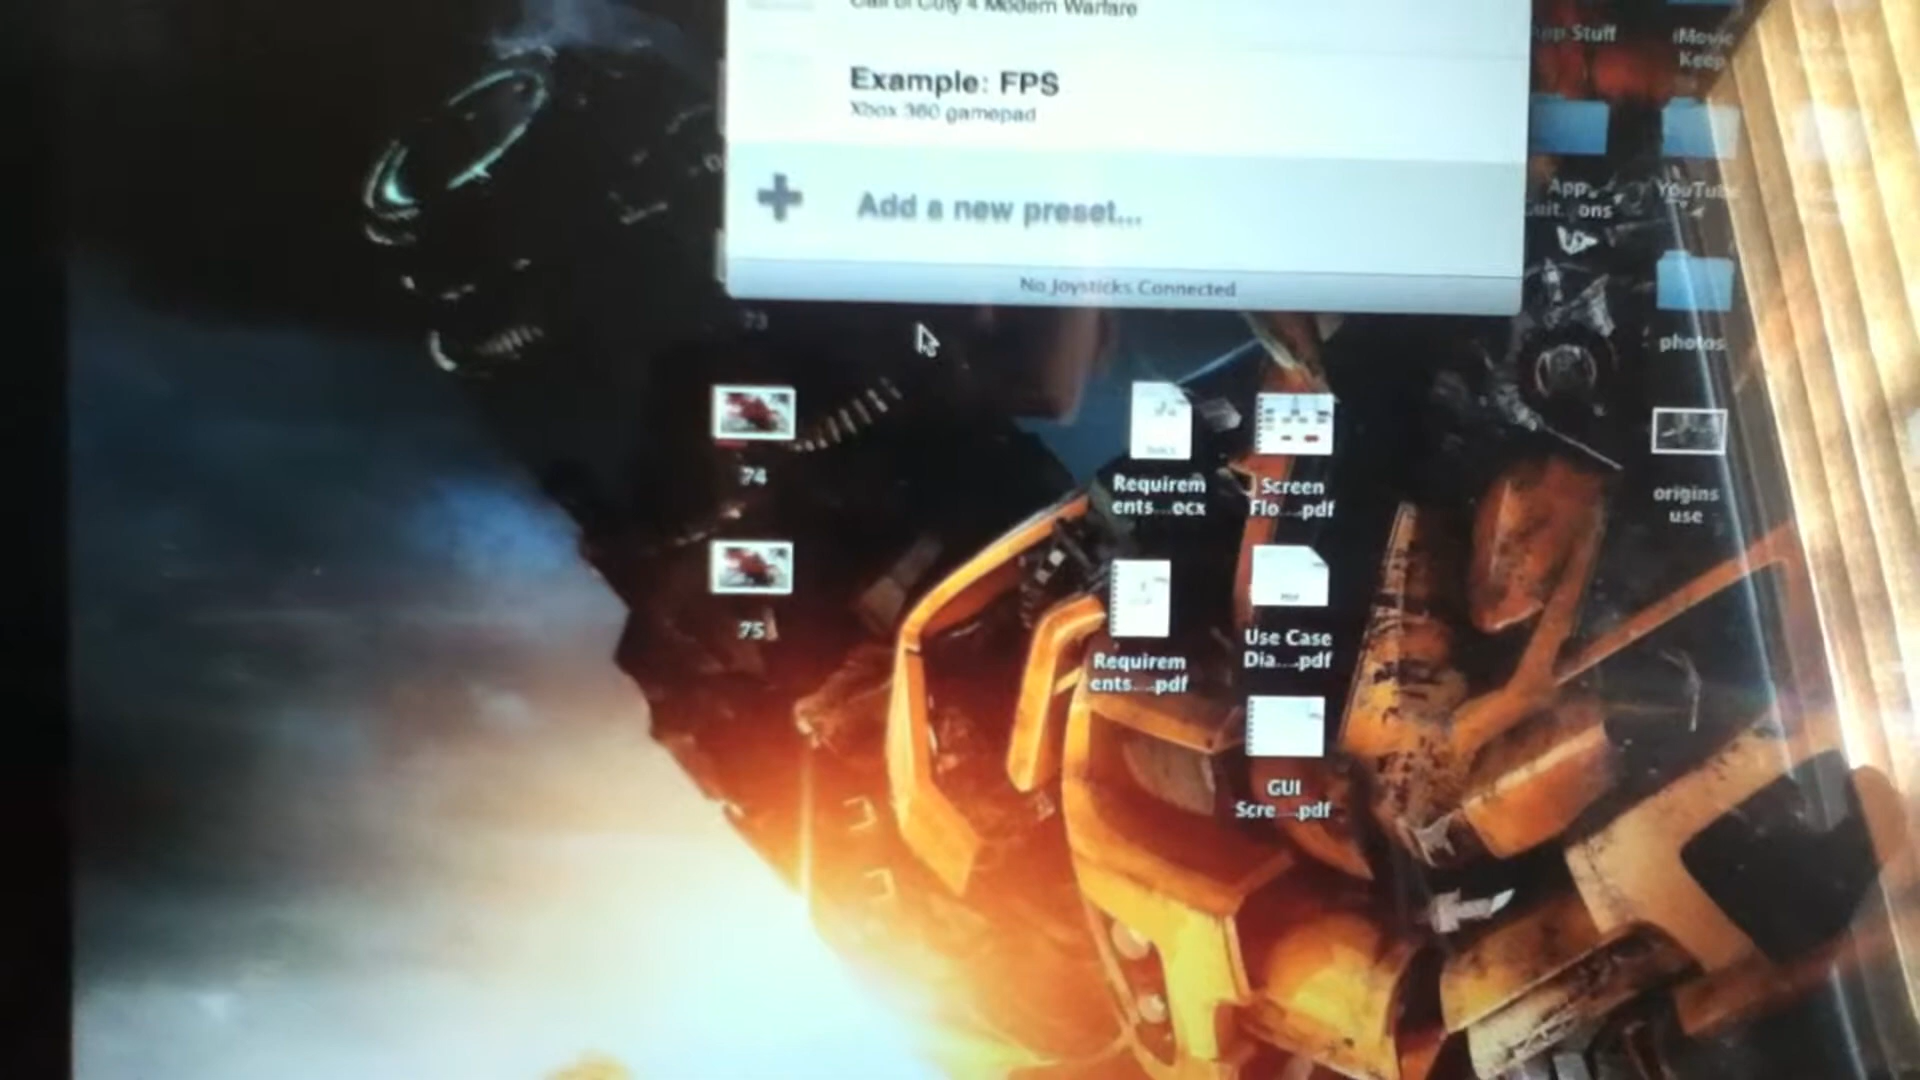 Call of Duty 4 Modern Warfare
Example: FPS
Xbox 360 gamepad
Add a new preset...
No Joysticks Connected
App Stuff
iMovie
Keep
App
YouTube
photos
origins
use
73
74
75
Requirem
ents...ocx
Screen
Flo....pdf
Requirem
ents....pdf
Use Case
Dia....pdf
GUI
Scre....pdf